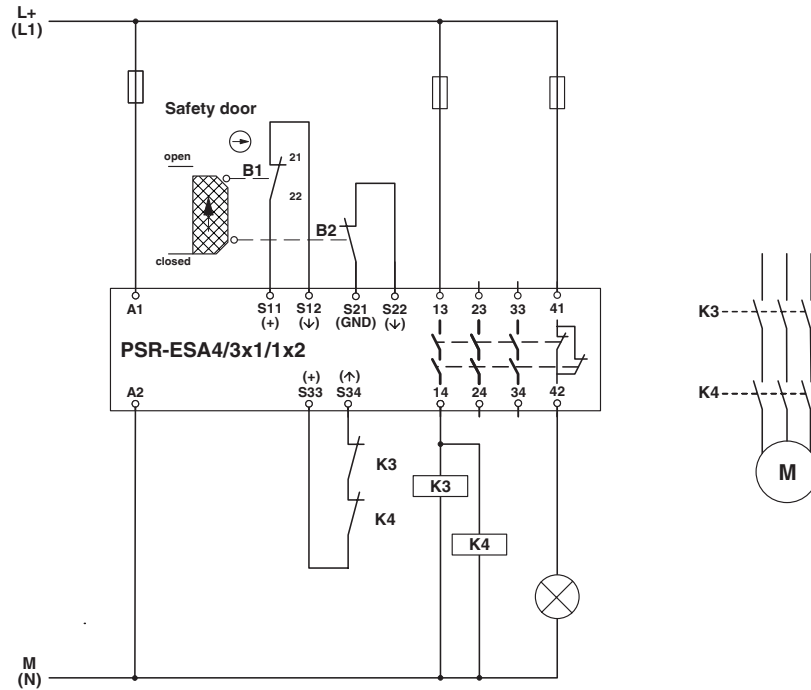 L+
(L1)
Safety door
open
B1
21
22
B2
closed
A1
S11
(+)
S12
(↓)
S21
(GND)
S22
(↓)
13
23
33
41
PSR-ESA4/3x1/1x2
A2
(+)
S33
(↑)
S34
14
24
34
42
K3
K4
K3
K4
M
(N)
K3
K4
M